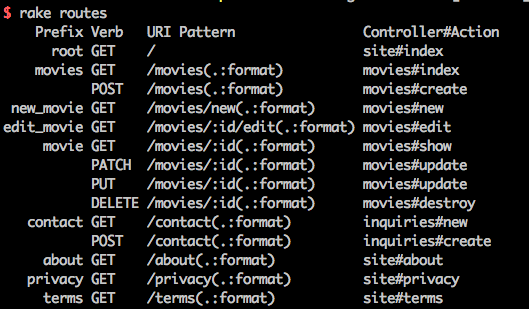 $ rake routes
Prefix Verb URI Pattern Controller#Action
root GET / site#index
movies GET /movies(.:format) movies#index
POST /movies(.:format) movies#create
new_movie GET /movies/new(.:format) movies#new
edit_movie GET /movies/:id/edit(.:format) movies#edit
movie GET /movies/:id(.:format) movies#show
PATCH /movies/:id(.:format) movies#update
PUT /movies/:id(.:format) movies#update
DELETE /movies/:id(.:format) movies#destroy
contact GET /contact(.:format) inquiries#new
POST /contact(.:format) inquiries#create
about GET /about(.:format) site#about
privacy GET /privacy(.:format) site#privacy
terms GET /terms(.:format) site#terms